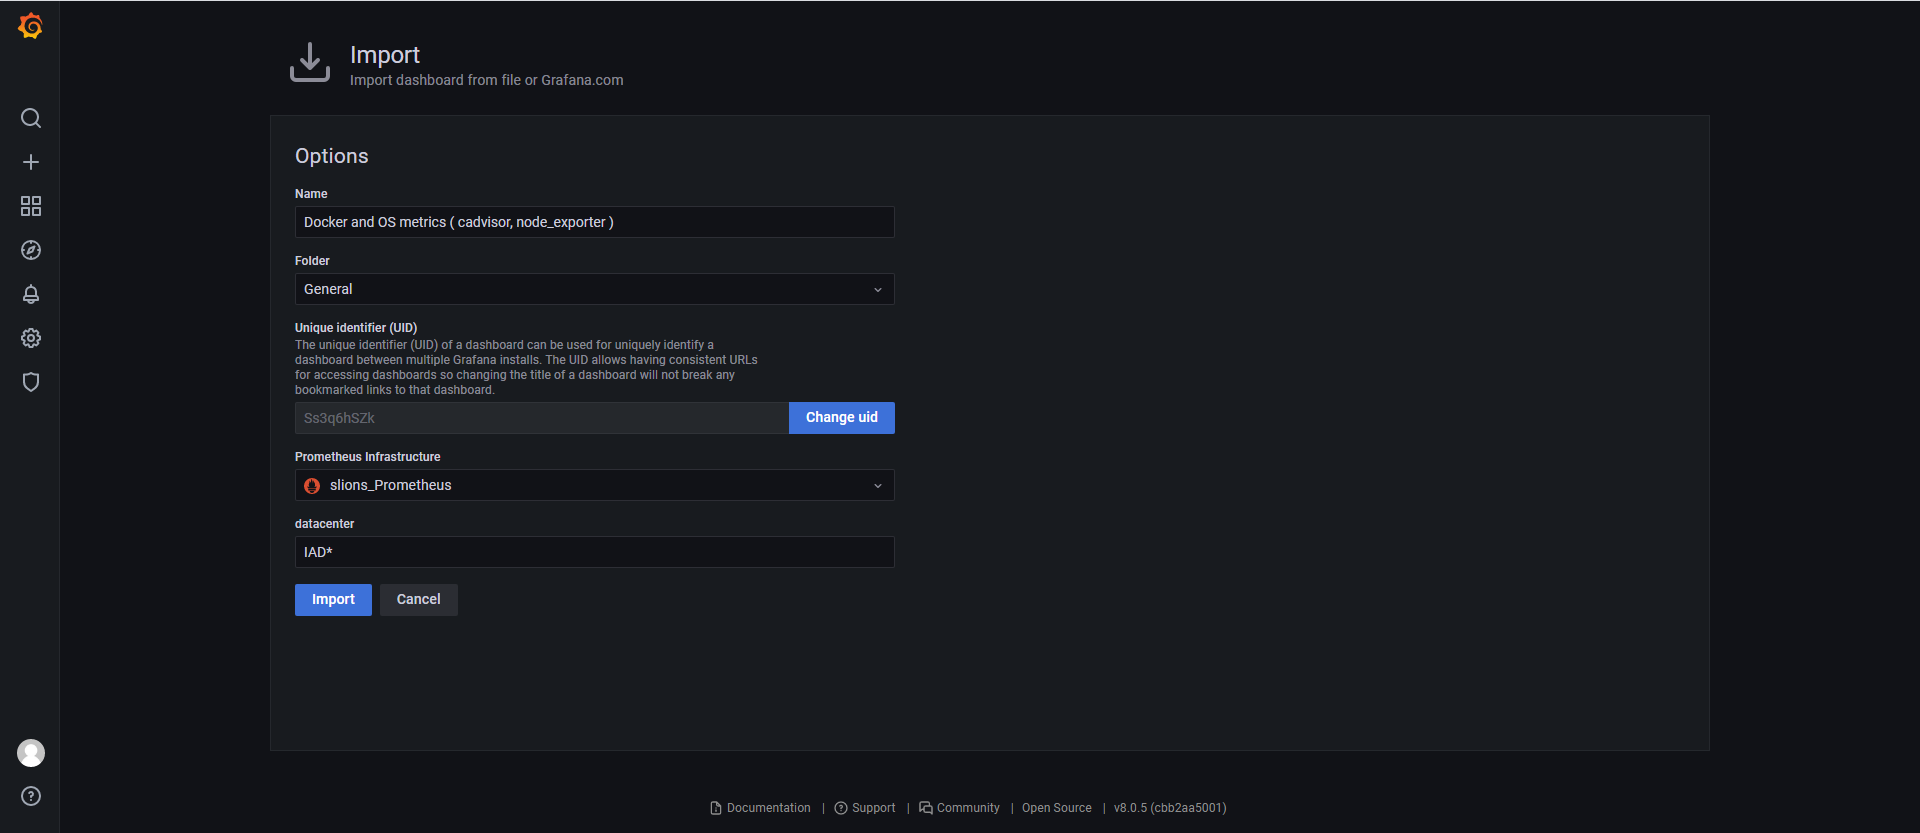 Import
Import dashboard from file or Grafana.com
Options
Name
Docker and OS metrics ( cadvisor, node_exporter )
Folder
General
Unique identifier (UID)
The unique identifier (UID) of a dashboard can be used for uniquely identify a
dashboard between multiple Grafana installs. The UID allows having consistent URLs
for accessing dashboards so changing the title of a dashboard will not break any
bookmarked links to that dashboard.
Ss3q6hSZk
Change uid
Prometheus Infrastructure
slions_Prometheus
datacenter
IAD*
Import Cancel
Documentation | Support | Community | Open Source | v8.0.5 (cbb2aa5001)